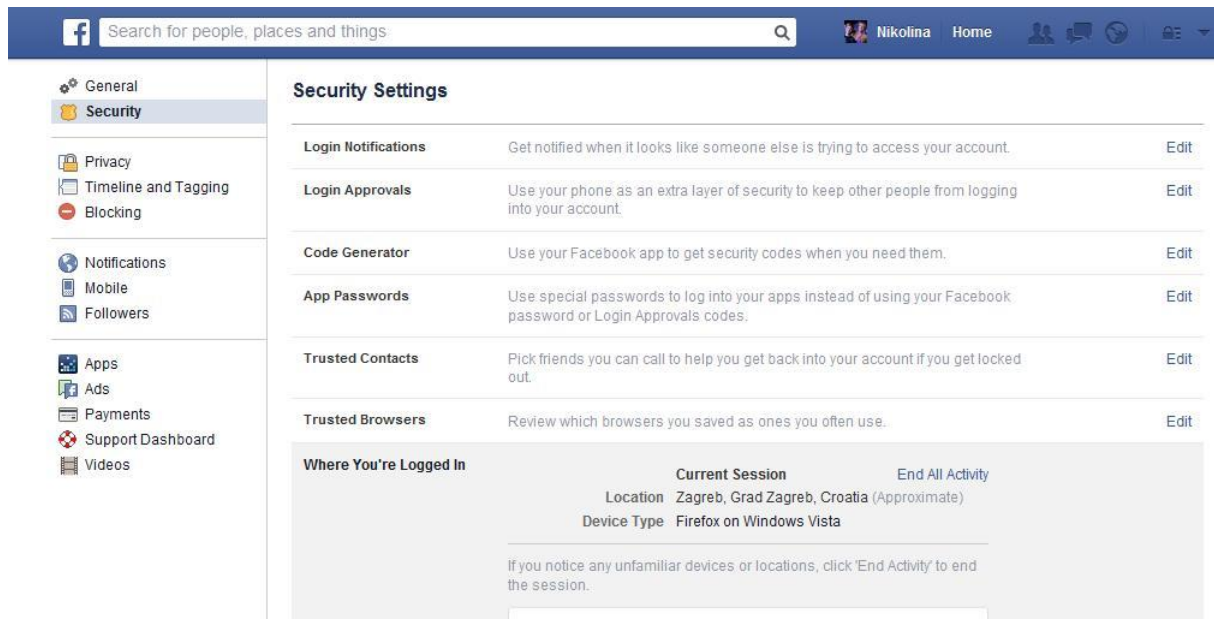 f
Search for people, places and things
Nikolina Home
General
Security
Privacy
Timeline and Tagging
Blocking
Notifications
Mobile
Followers
Apps
Ads
Payments
Support Dashboard
Videos
Security Settings
Login Notifications Get notified when it looks like someone else is trying to access your account. Edit
Login Approvals Use your phone as an extra layer of security to keep other people from logging Edit
into your account.
Code Generator Use your Facebook app to get security codes when you need them. Edit
App Passwords Use special passwords to log into your apps instead of using your Facebook Edit
password or Login Approvals codes.
Trusted Contacts Pick friends you can call to help you get back into your account if you get locked Edit
out.
Trusted Browsers Review which browsers you saved as ones you often use. Edit
Where You're Logged In
Current Session End All Activity
Location Zagreb, Grad Zagreb, Croatia (Approximate)
Device Type Firefox on Windows Vista
If you notice any unfamiliar devices or locations, click 'End Activity' to end
the session.